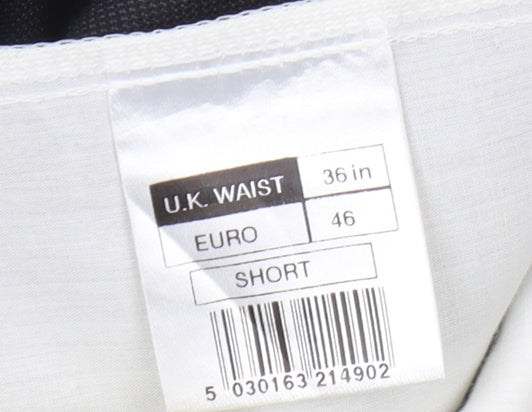 U.K. WAIST 36 in
EURO 46
SHORT
5 030163 214902